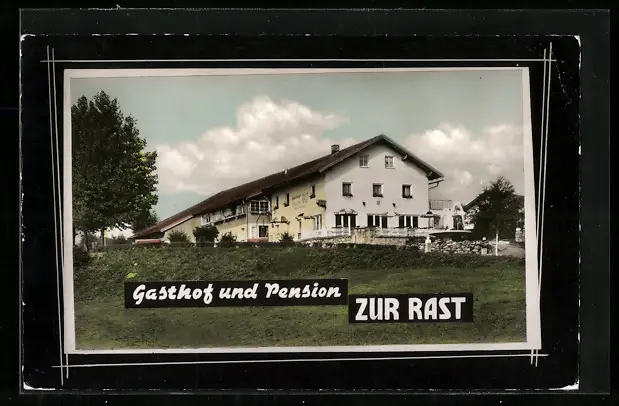 Gasthof und Pension
ZUR RAST